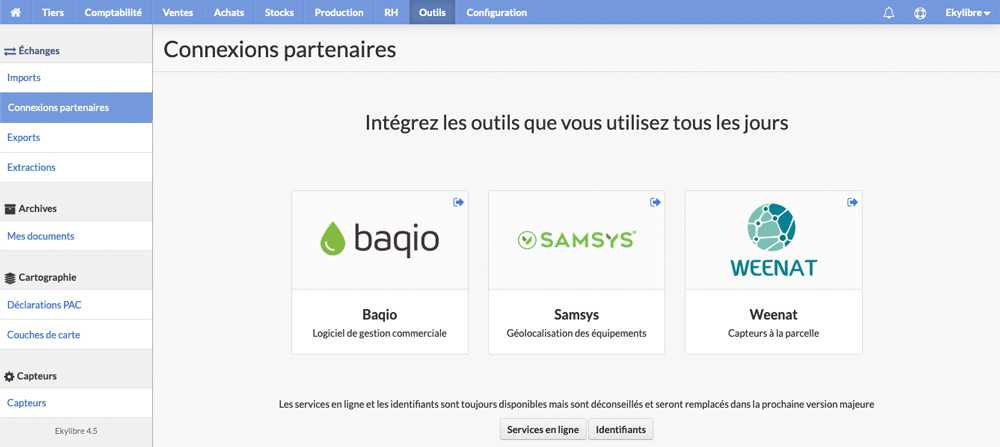 Tiers Comptabilité Ventes Achats Stocks Production RH Outils Configuration Ekylibre
Échanges
Imports
Connexions partenaires
Exports
Extractions
Archives
Mes documents
Cartographie
Déclarations PAC
Couches de carte
Capteurs
Capteurs
Ekylibre 4.5
Connexions partenaires
Intégrez les outils que vous utilisez tous les jours
baqio
Baqio
Logiciel de gestion commerciale
SAMSYS
Samsys
Géolocalisation des équipements
WEENAT
Weenat
Capteurs à la parcelle
Les services en ligne et les identifiants sont toujours disponibles mais sont déconseillés et seront remplacés dans la prochaine version majeure
Services en ligne Identifiants